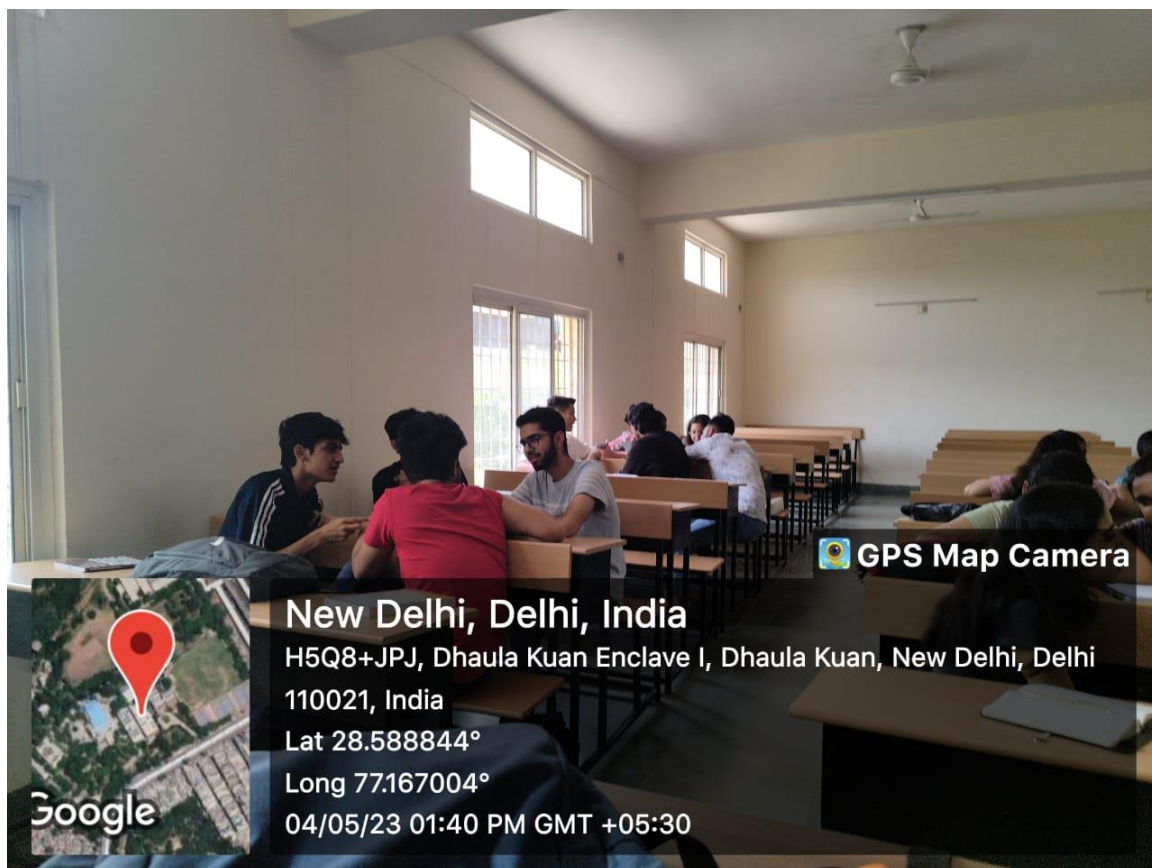 GPS Map Camera
New Delhi, Delhi, India
H5Q8+JPJ, Dhaula Kuan Enclave I, Dhaula Kuan, New Delhi, Delhi
110021, India
Lat 28.588844°
Long 77.167004°
04/05/23 01:40 PM GMT +05:30
Google